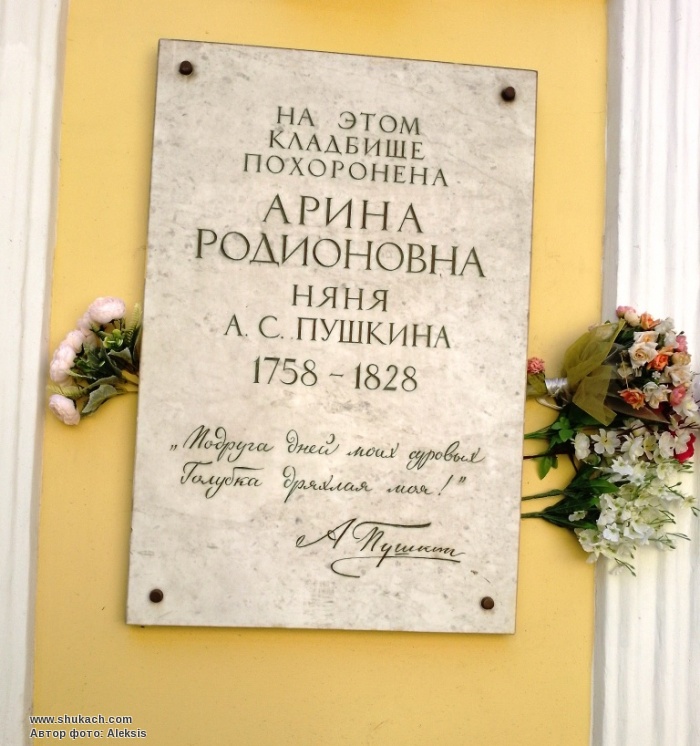 НА ЭТОМ
КЛАДБИЩЕ
ПОХОРОНЕНА
АРИНА
РОДИОНОВНА
НЯНЯ
А. С. ПУШКИНА
1758 – 1828
„Подруга дней моих суровых
Голубка дряхлая моя!”
А Пушкин
www.shukach.com
Автор фото: Aleksis